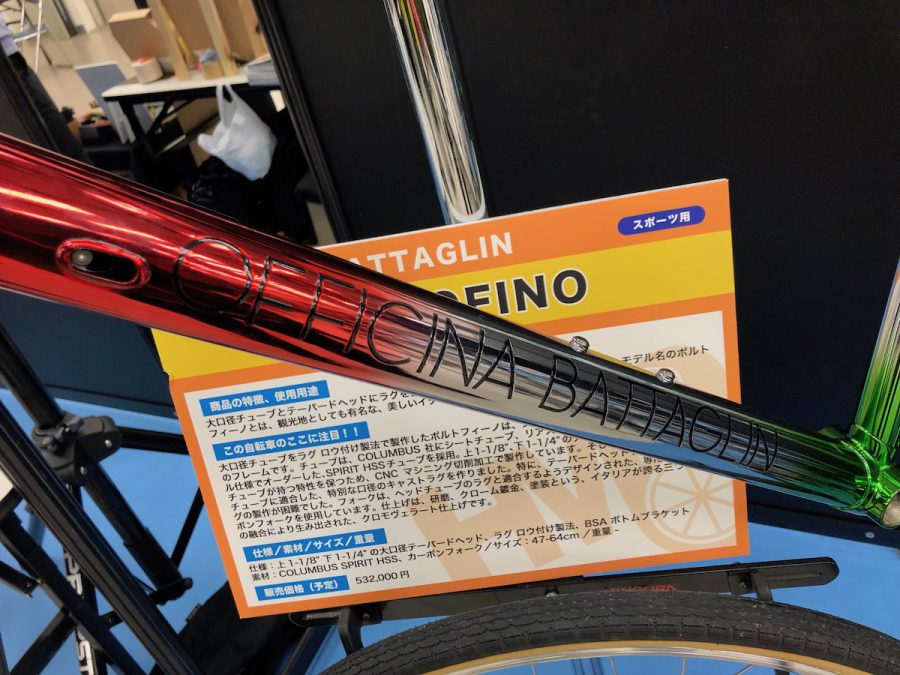 スポーツ用
BATTAGLIN
OFINO
OFFICINA BATTAGLIN
モデル名のポルト
商品の特徴、使用用途
大口径チューブとテーパードヘッドにラグを
フィーノとは、観光地としても有名な、美しいイ
この自転車のここに注目!!
大口径チューブをラグ ロウ付け製法で製作したポルトフィーノは、
のフレームです。チューブは、COLUMBUS 社にシートチューブ、リア
ル仕様でオーダーしたSPIRIT HSSチューブを採用。上1-1/8" 下1-1/4"の
チューブが持つ特性を保つため、CNC マシニング切削加工で製作しています。そし
チューブに適合した、特別な口径のキャストラグを作りました。特に、テーパードヘッド
グの製作が困難でした。フォークは、ヘッドチューブのラグと適合するようデザインされた、専用
ボンフォークを使用しています。仕上げは、研磨、クローム鍍金、塗装という、イタリアが誇る三つ
の融合により生み出された、クロモヴェラート仕上げです。
仕様/素材/サイズ/重量
仕様:上1-1/8" 下1-1/4" の大口径テーパードヘッド、ラグ ロウ付け製法、BSA ボトムブラケット
素材:COLUMBUS SPIRIT HSS、カーボンフォーク/サイズ:47-64cm /重量 -
販売価格(予定) 532,000円
MINOURA